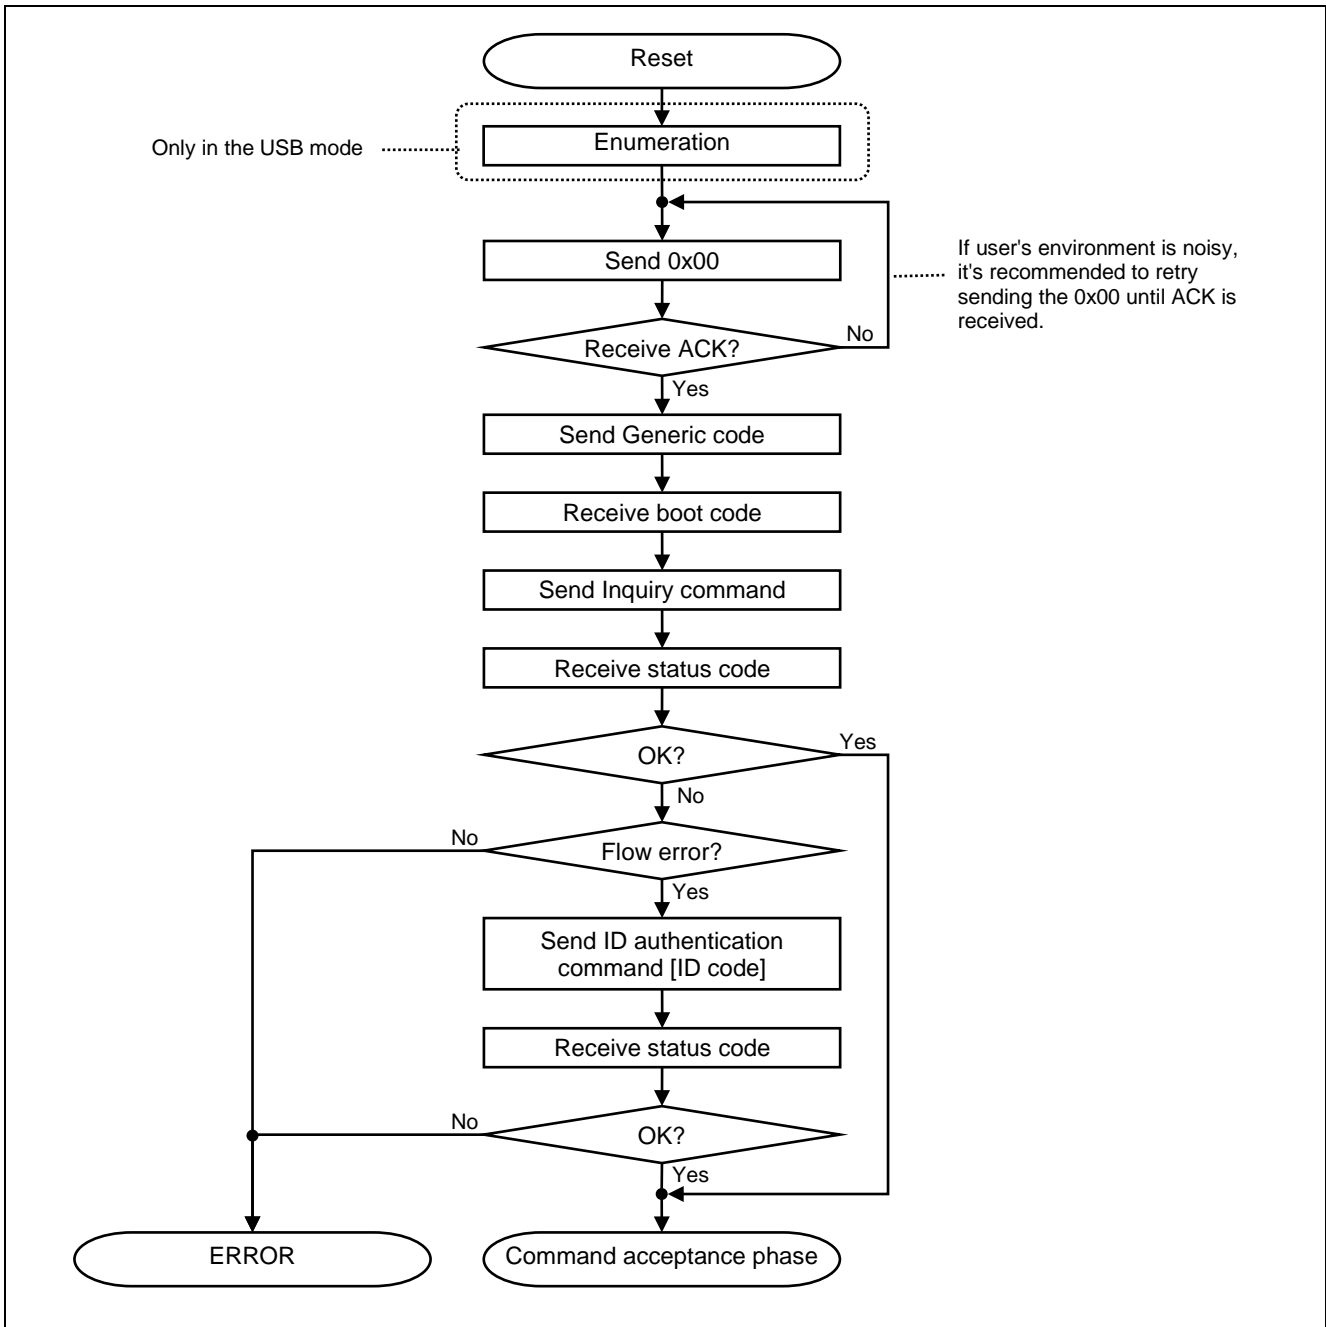 Reset
Only in the USB mode
Enumeration
Send 0x00
If user's environment is noisy,
it's recommended to retry
sending the 0x00 until ACK is
received.
Receive ACK?
No
Yes
Send Generic code
Receive boot code
Send Inquiry command
Receive status code
OK?
Yes
No
No
Flow error?
Yes
Send ID authentication
command [ID code]
Receive status code
No
OK?
Yes
ERROR
Command acceptance phase